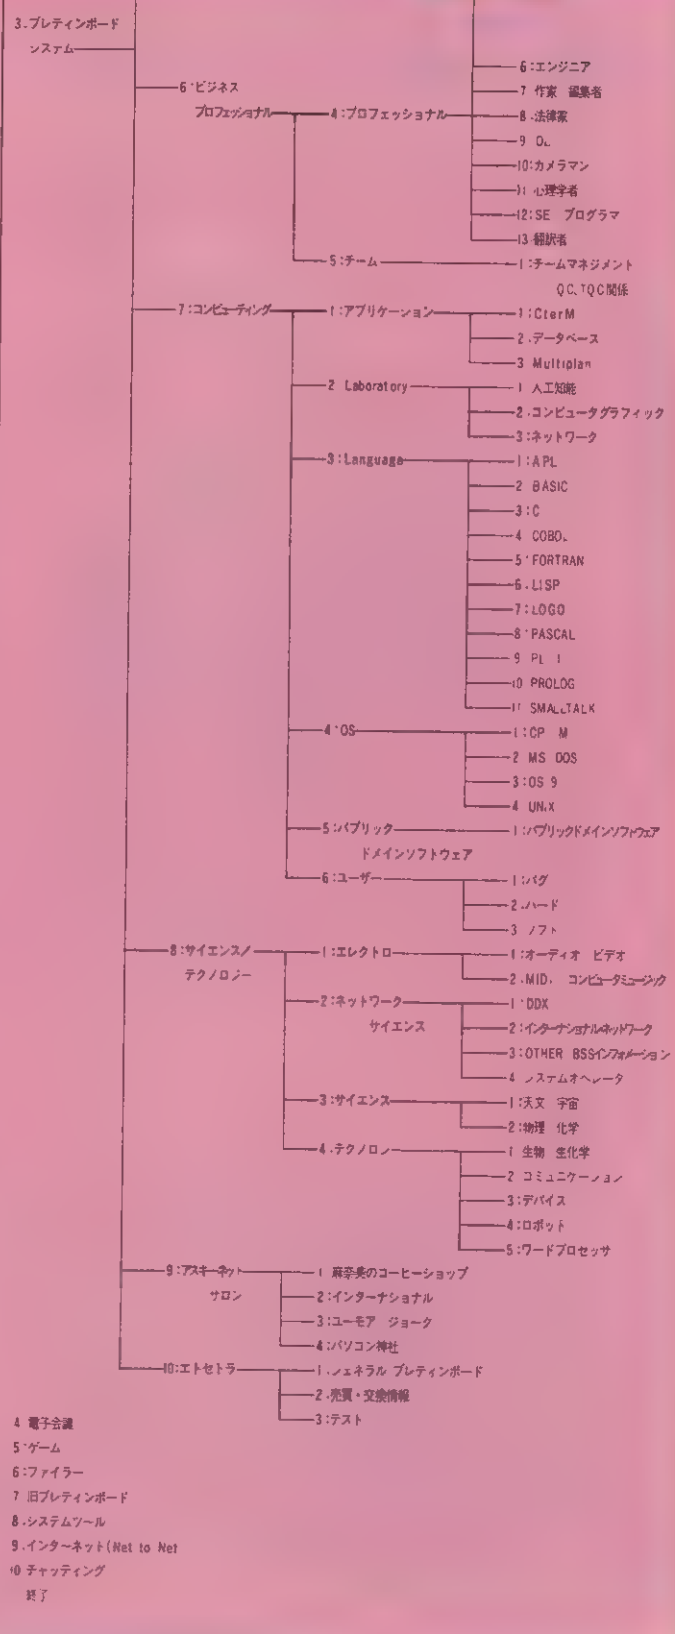 3.ブレティンボード
システム
6:ビジネス
プロフェッショナル
4:プロフェッショナル
6:エンジニア
7 作家 編集者
8.法律家
9 OL
10:カメラマン
11 心理学者
12:SE プログラマ
13 翻訳者
5:チーム
1:チームマネジメント
QC、TQC関係
7:コンピューティング
1:アプリケーション
1:CterM
2.データベース
3 Multiplan
2 Laboratory
1 人工知能
2.コンピュータグラフィック
3:ネットワーク
3:Language
1:APL
2 BASIC
3:C
4 COBOL
5:FORTRAN
6.LISP
7:LOGO
8:PASCAL
9 PL I
10 PROLOG
11 SMALLTALK
4:OS
1:CP M
2 MS DOS
3:OS 9
4 UNIX
5:パブリック
ドメインソフトウェア
1:パブリックドメインソフトウェア
6:ユーザー
1:バグ
2.ハード
3 ソフト
8:サイエンス/
テクノロジー
1:エレクトロ
1:オーディオ ビデオ
2.MIDI. コンピュータミュージック
2:ネットワーク
サイエンス
1:DDX
2:インターナショナルネットワーク
3:OTHER BSSインフォメーション
4 システムオペレータ
3:サイエンス
1:天文 宇宙
2:物理 化学
4.テクノロジー
1 生物 生化学
2 コミュニケーション
3:デバイス
4:ロボット
5:ワードプロセッサ
9:アスキーネット
サロン
1 麻奈美のコーヒーショップ
2:インターナショナル
3:ユーモア ジョーク
4:パソコン神社
10:エトセトラ
1.ジェネラル ブレティンボード
2.売買・交換情報
3:テスト
4 電子会議
5:ゲーム
6:ファイラー
7 旧ブレティンボード
8.システムツール
9.インターネット(Net to Net
10 チャッティング
終了